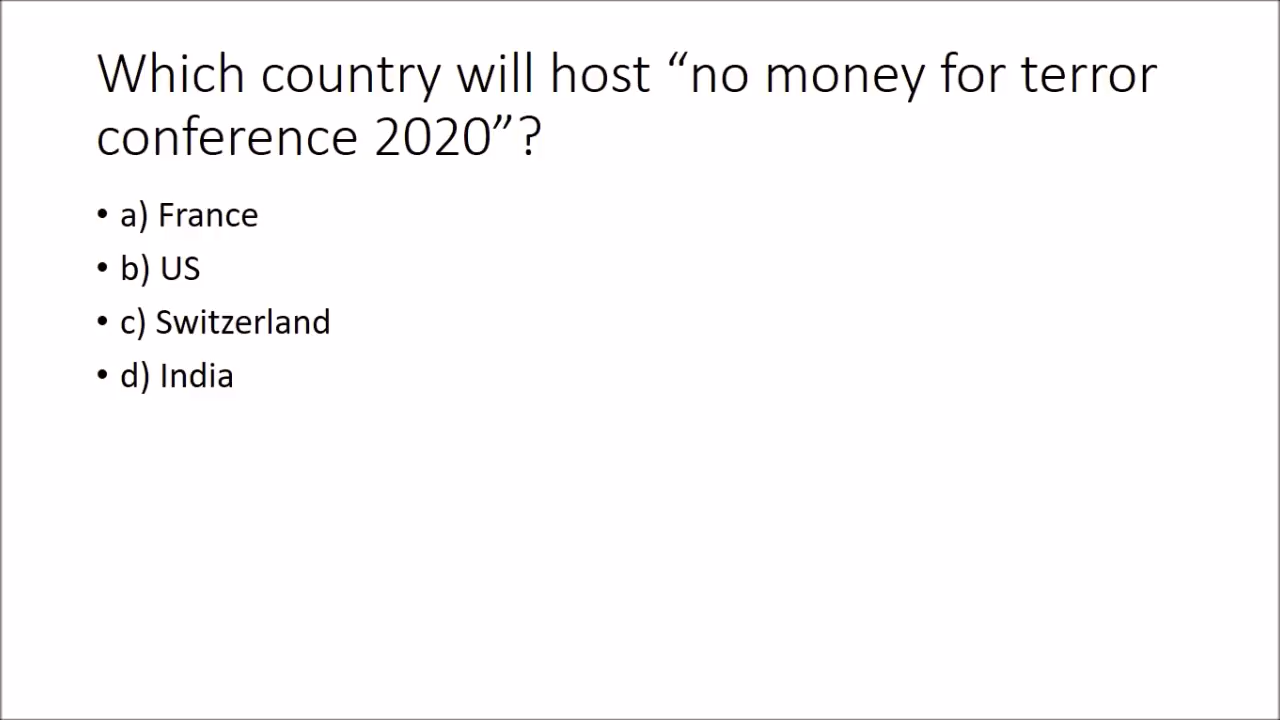 Which country will host “no money for terror
conference 2020”?
• a) France
• b) US
• c) Switzerland
• d) India